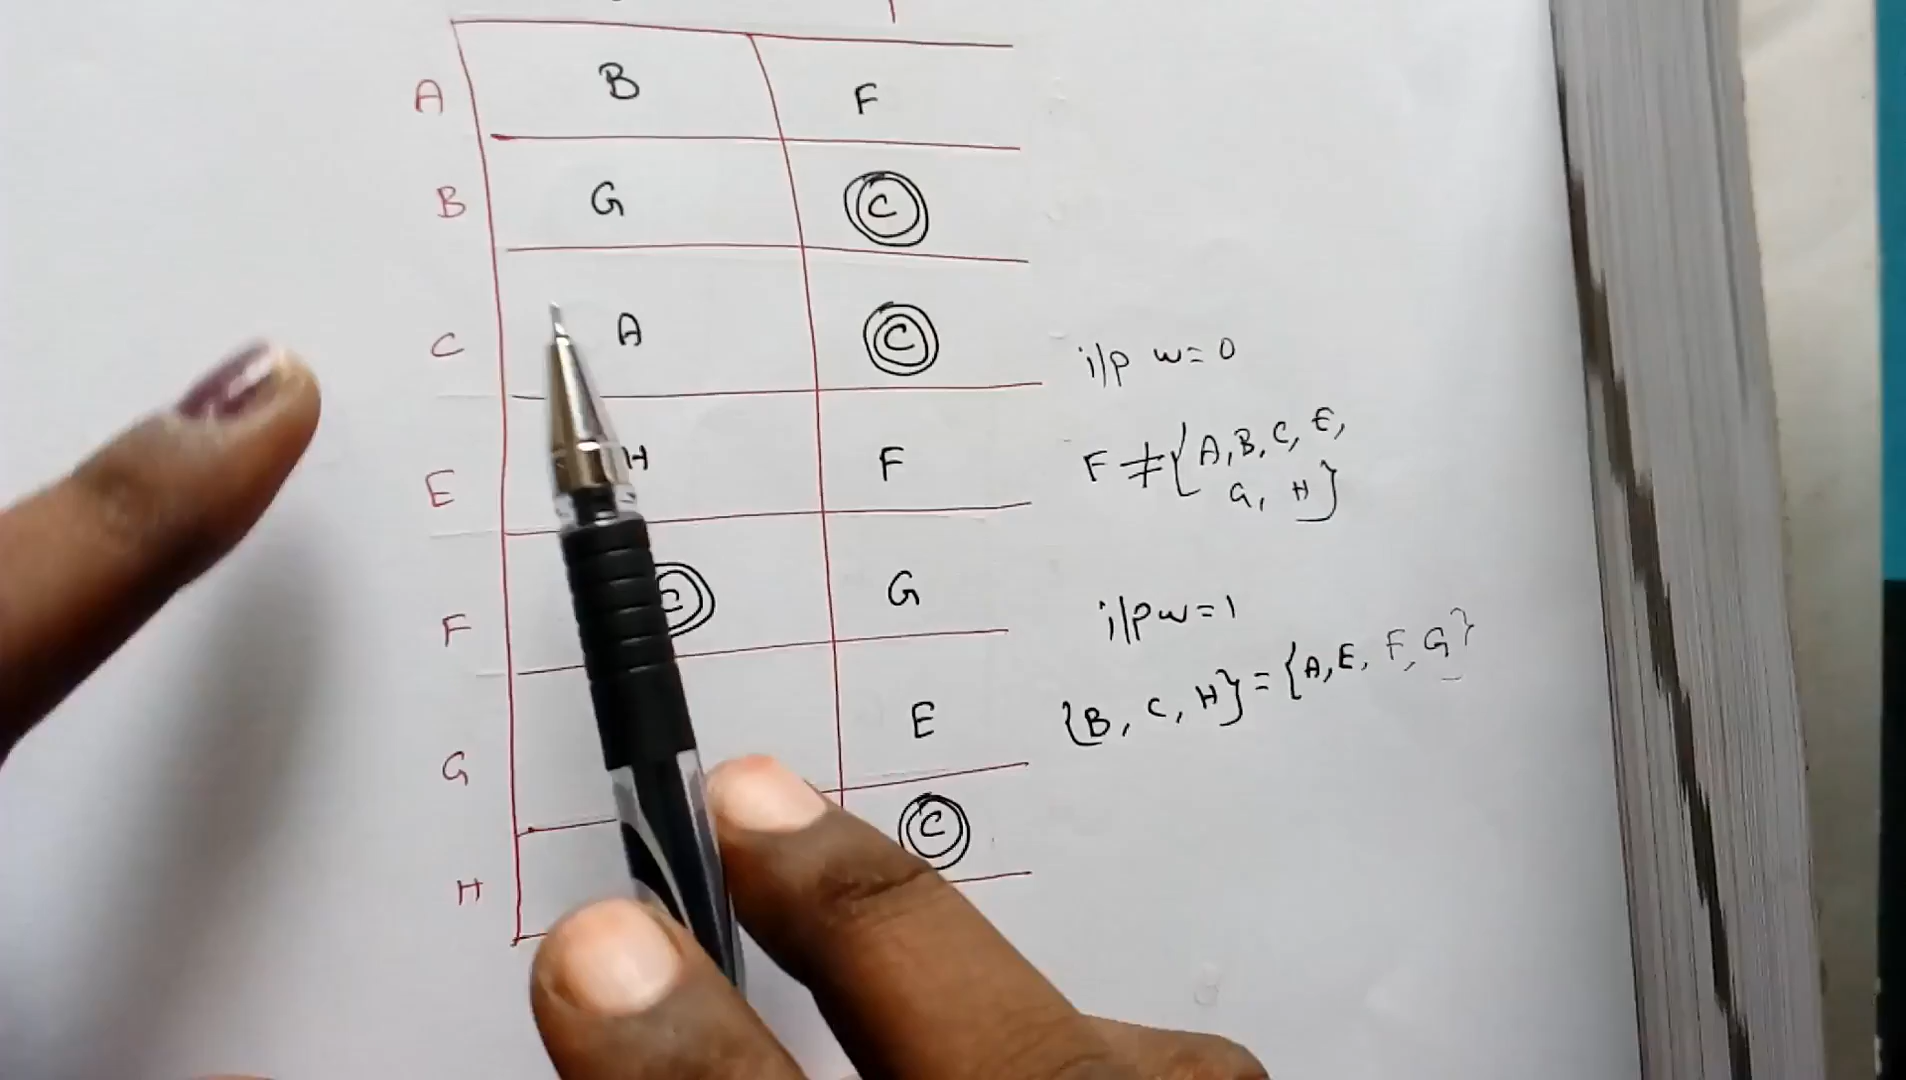 A B F
B G C
C A C
E H F
F C G
G E
H C
i/p w=0
F ≠ {A, B, C, E,
G, H}
i/p w=1
{B, C, H} = {A, E, F, G}